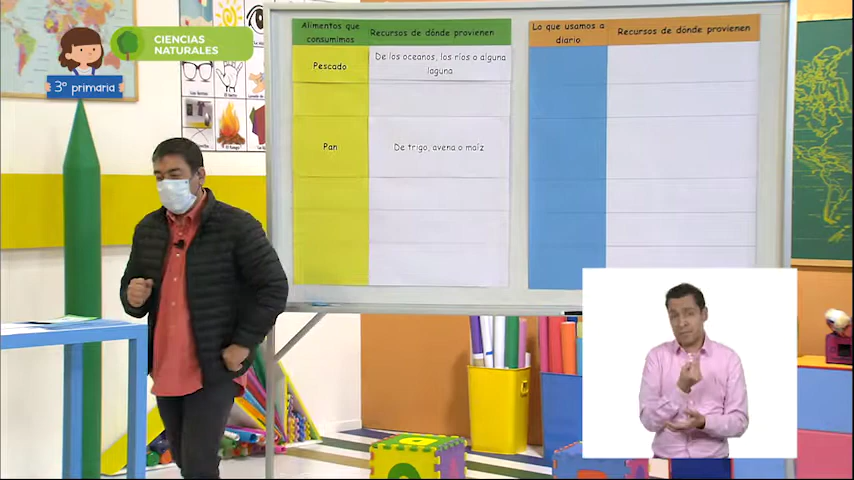 CIENCIAS
NATURALES
3° primaria
Alimentos que
consumimos
Recursos de dónde provienen
Pescado
De los oceanos, los ríos o alguna
laguna
Pan
De trigo, avena o maíz
Lo que usamos a
diario
Recursos de dónde provienen